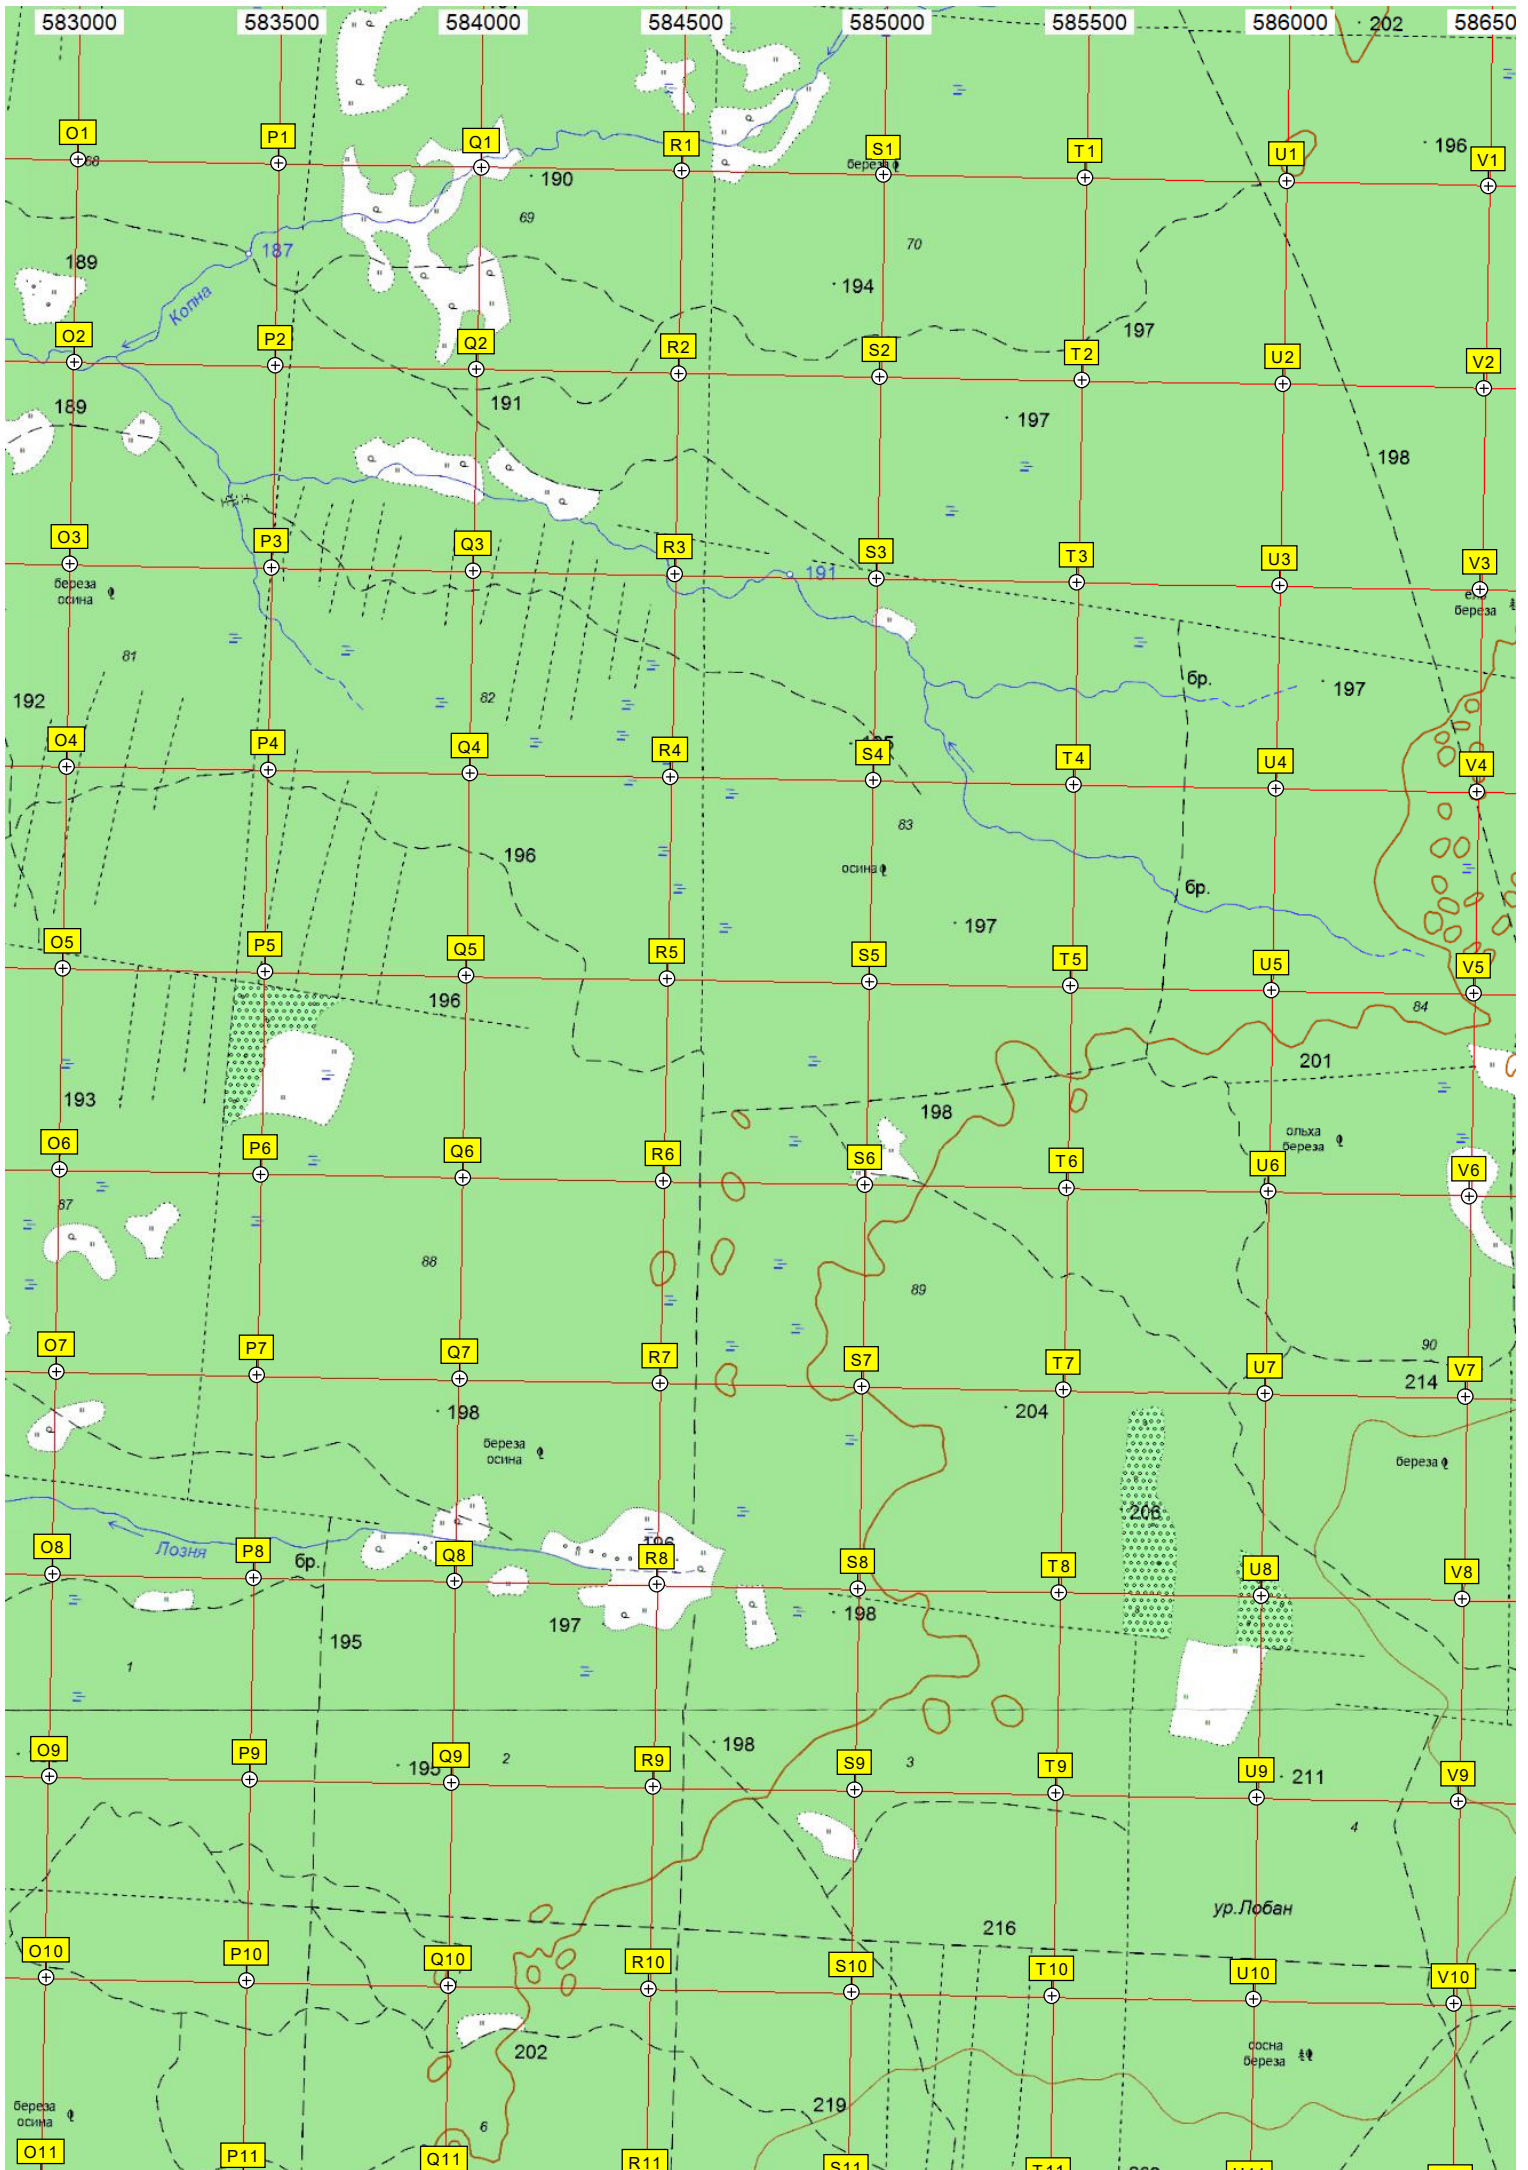 583000 583500 584000 584500 585000 585500 586000 58650
202
O1 P1 Q1 R1 S1 T1 U1 V1
68 береза 196
190
69 70
187
189
194
Копна
197
O2 P2 Q2 R2 S2 T2 U2 V2
189 191 197
198
O3 P3 Q3 R3 S3 T3 U3 V3
191
береза
осина
ель
береза
81 82
бр.
192 197
O4 P4 Q4 R4 S4 T4 U4 V4
83
196
осина
бр.
197
O5 P5 Q5 R5 S5 T5 U5 V5
196 84
201
193 198
ольха
береза
O6 P6 Q6 R6 S6 T6 U6 V6
87 88 89
90
O7 P7 Q7 R7 S7 T7 U7 V7
214
198 204
береза
осина
береза
206
196
Лозня
бр.
O8 P8 Q8 R8 S8 T8 U8 V8
197 198
195
1
198
O9 P9 Q9 R9 S9 T9 U9 V9
195 2 3 211
4
ур.Лобан
216
O10 P10 Q10 R10 S10 T10 U10 V10
202
сосна
береза
219
береза
осина
6
O11 P11 Q11 R11 S11 T11